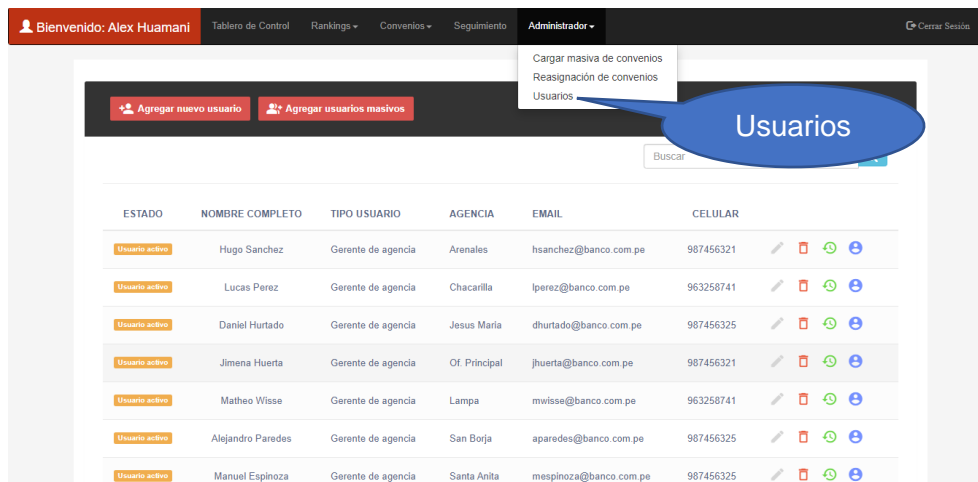 Bienvenido: Alex Huamani Tablero de Control Rankings Convenios Seguimiento Administrador Cerrar Sesión
Cargar masiva de convenios
Reasignación de convenios
Usuarios
Agregar nuevo usuario Agregar usuarios masivos
Usuarios
Buscar
ESTADO NOMBRE COMPLETO TIPO USUARIO AGENCIA EMAIL CELULAR
Usuario activo Hugo Sanchez Gerente de agencia Arenales hsanchez@banco.com.pe 987456321
Usuario activo Lucas Perez Gerente de agencia Chacarilla lperez@banco.com.pe 963258741
Usuario activo Daniel Hurtado Gerente de agencia Jesus Maria dhurtado@banco.com.pe 987456325
Usuario activo Jimena Huerta Gerente de agencia Of. Principal jhuerta@banco.com.pe 987456321
Usuario activo Matheo Wisse Gerente de agencia Lampa mwisse@banco.com.pe 963258741
Usuario activo Alejandro Paredes Gerente de agencia San Borja aparedes@banco.com.pe 987456325
Usuario activo Manuel Espinoza Gerente de agencia Santa Anita mespinoza@banco.com.pe 987456325